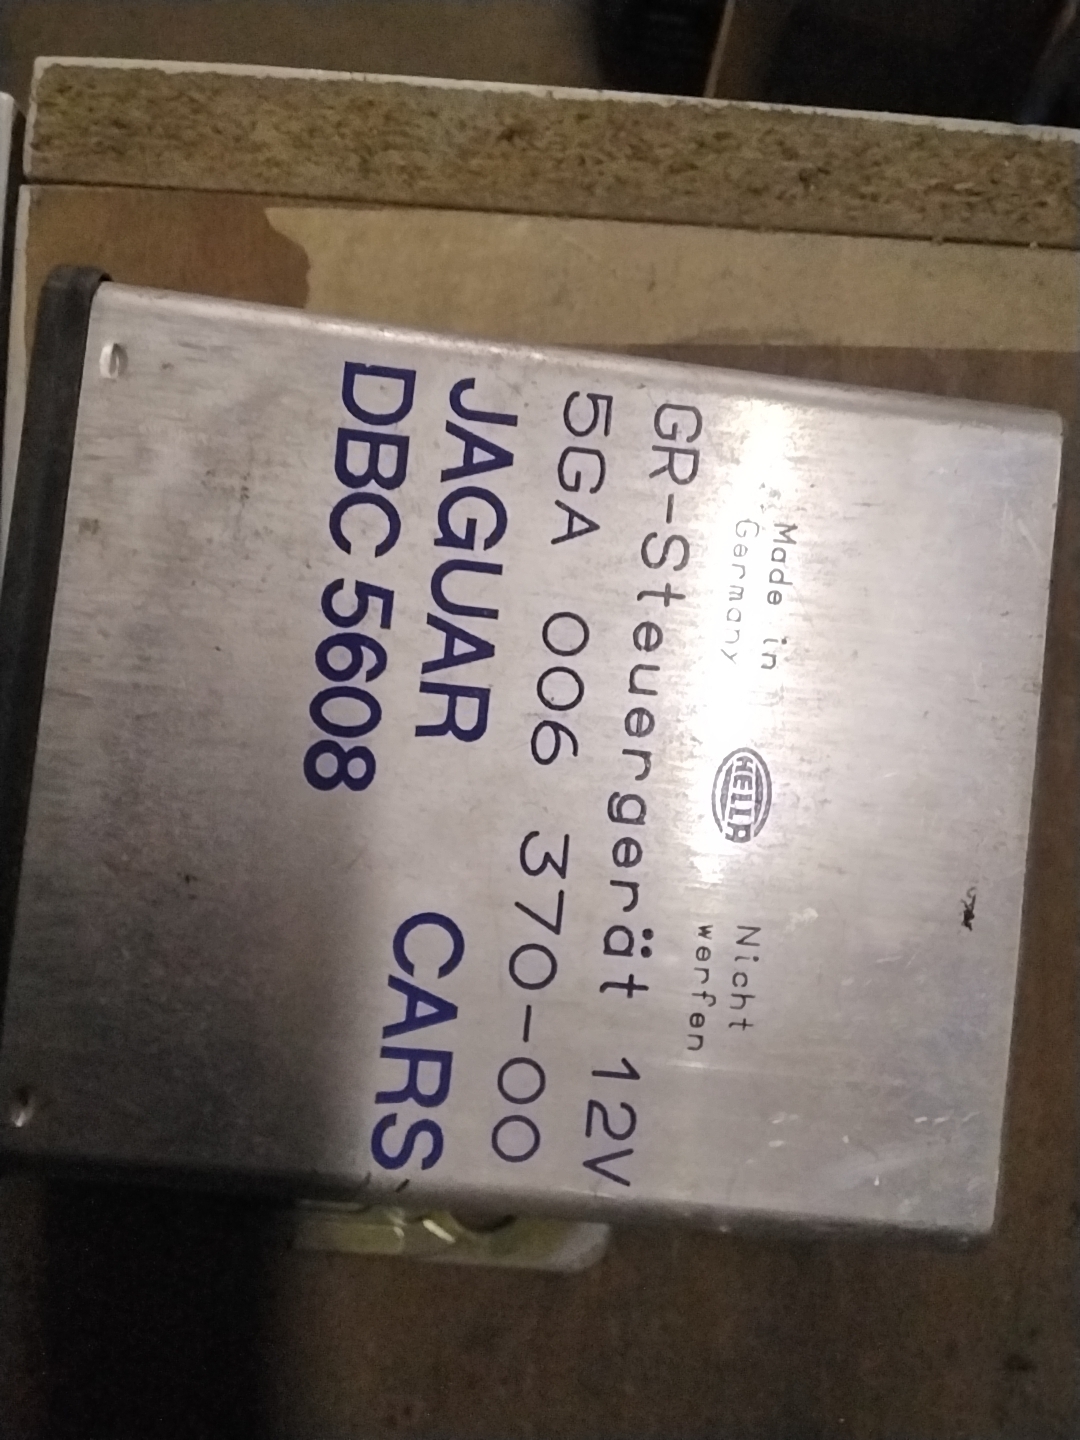 Made in
Germany
HELLA
Nicht
werfen
GR-Steuergerät 12V
5GA 006 370-00
JAGUAR CARS
DBC 5608